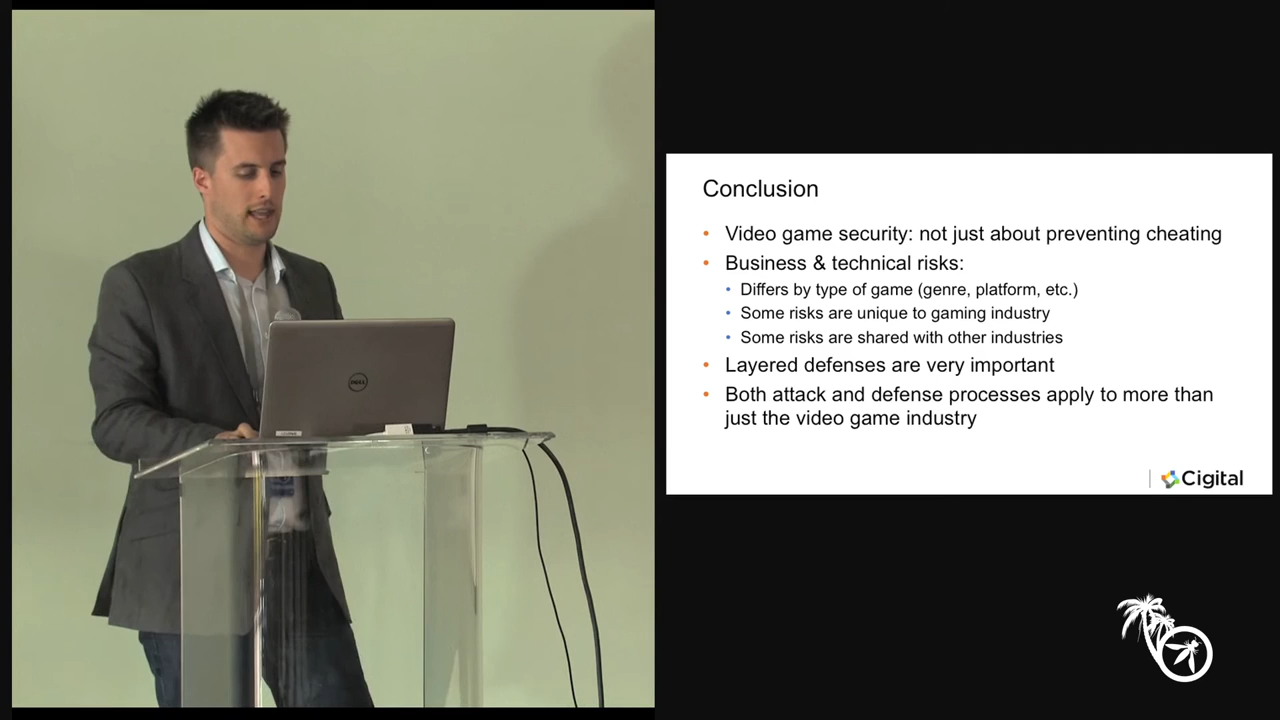 Conclusion
• Video game security: not just about preventing cheating
• Business & technical risks:
• Differs by type of game (genre, platform, etc.)
• Some risks are unique to gaming industry
• Some risks are shared with other industries
• Layered defenses are very important
• Both attack and defense processes apply to more than
just the video game industry
Cigital
DELL